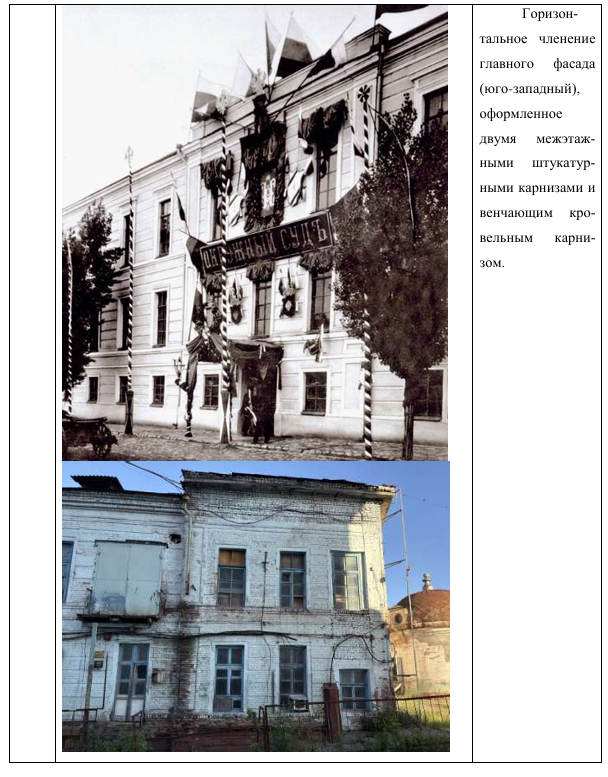 Горизон-
тальное членение
главного фасада
(юго-западный),
оформленное
двумя межэтаж-
ными штукатур-
ными карнизами и
венчающим кро-
вельным карни-
зом.
ОКРУЖНЫЙ СУДЪ